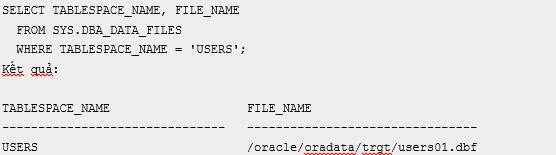 SELECT TABLESPACE_NAME, FILE_NAME
FROM SYS.DBA_DATA_FILES
WHERE TABLESPACE_NAME = 'USERS';
Kết quả:
TABLESPACE_NAME FILE_NAME
------------------------------- --------------------------------
USERS /oracle/oradata/trgt/users01.dbf